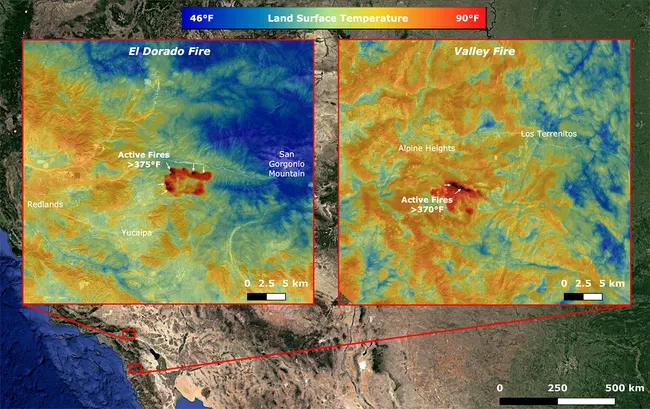 46°F Land Surface Temperature 90°F
El Dorado Fire
Active Fires
>375°F
San
Gorgonio
Mountain
Redlands
Yucaipa
0 2.5 5 km
Valley Fire
Los Terrenitos
Alpine Heights
Active Fires
>370°F
0 2.5 5 km
0 250 500 km